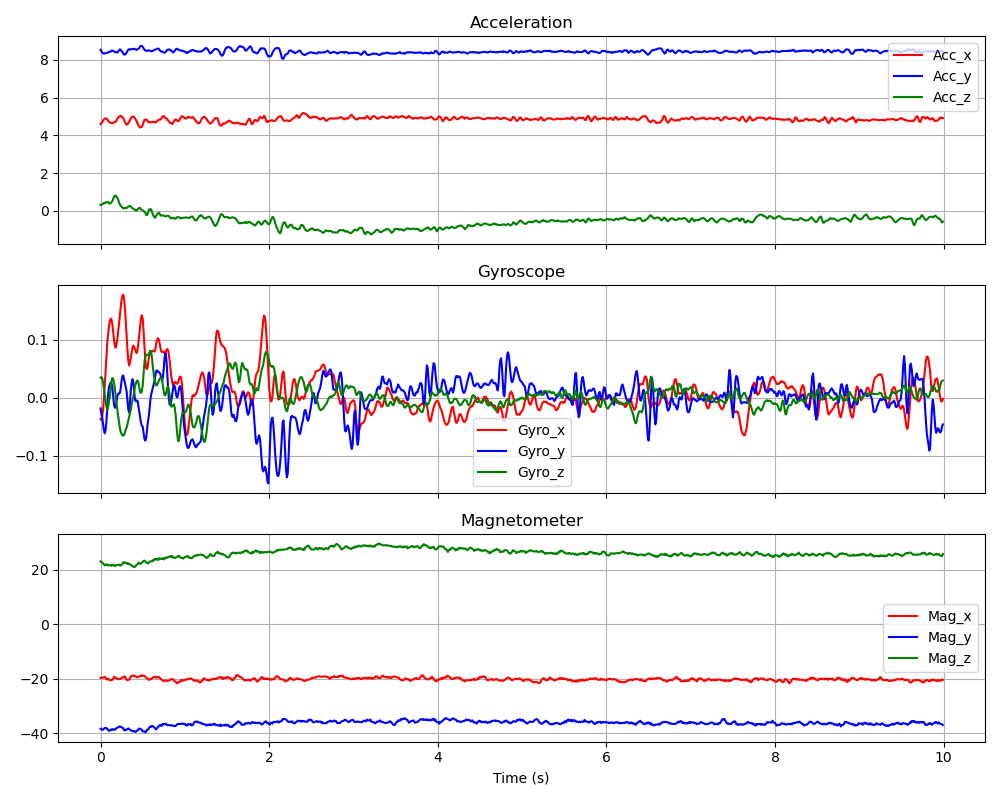 Acceleration
8
6
4
2
0
Acc_x
Acc_y
Acc_z
Gyroscope
0.1
0.0
−0.1
Gyro_x
Gyro_y
Gyro_z
Magnetometer
20
0
−20
−40
Mag_x
Mag_y
Mag_z
0 2 4 6 8 10
Time (s)